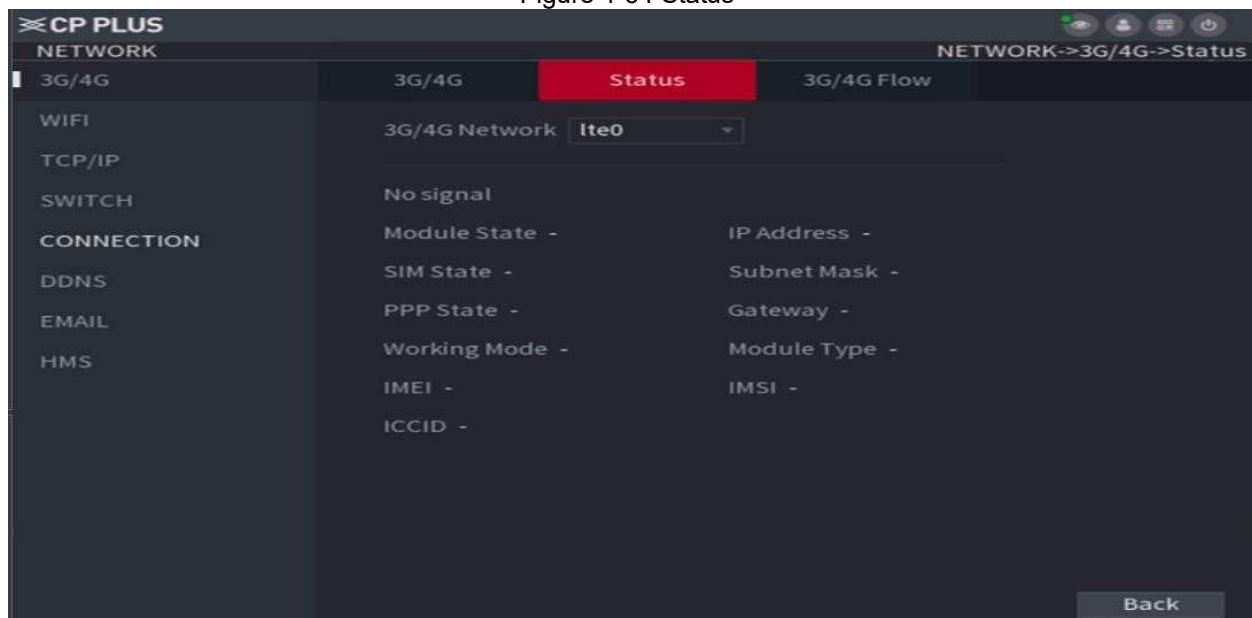 CP PLUS
NETWORK
NETWORK->3G/4G->Status
3G/4G
3G/4G
Status
3G/4G Flow
WIFI
3G/4G Network lte0
TCP/IP
SWITCH
No signal
CONNECTION
Module State -
IP Address -
DDNS
SIM State -
Subnet Mask -
EMAIL
PPP State -
Gateway -
HMS
Working Mode -
Module Type -
IMEI -
IMSI -
ICCID -
Back